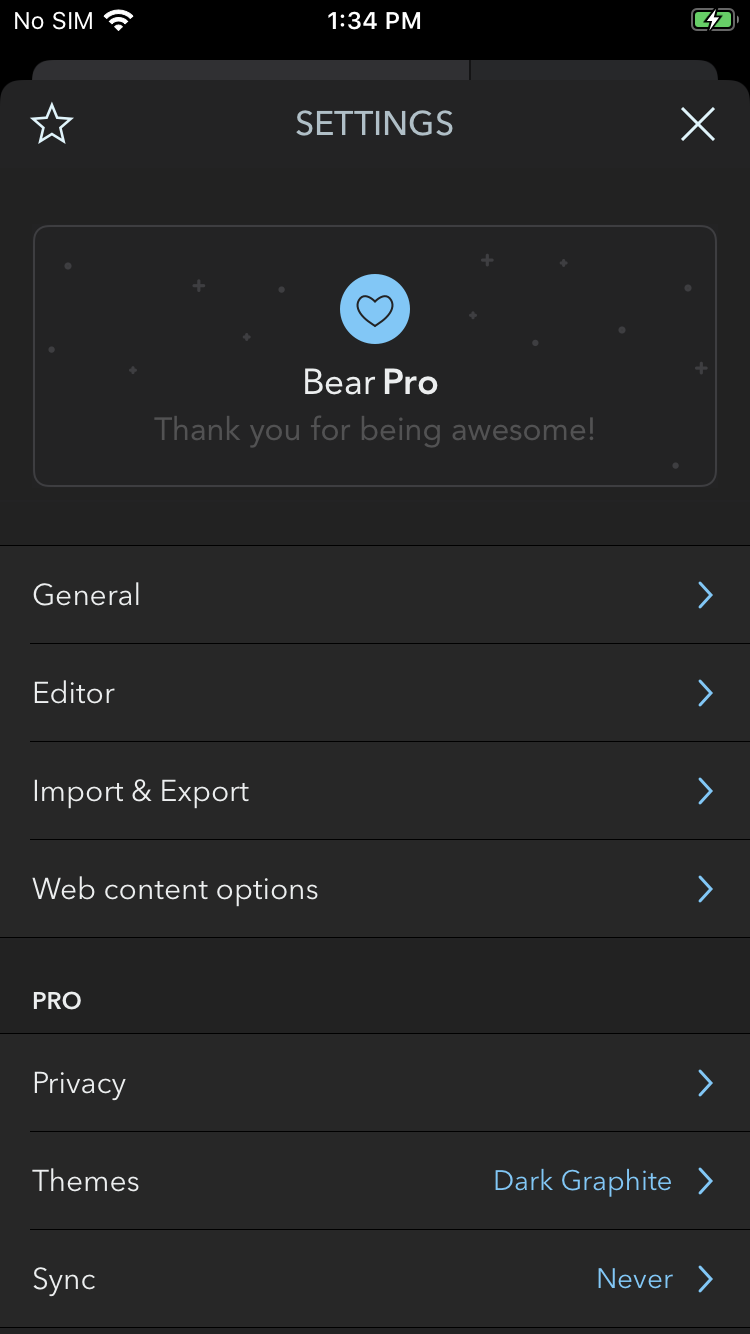 No SIM 1:34 PM
SETTINGS
Bear Pro
Thank you for being awesome!
General
Editor
Import & Export
Web content options
PRO
Privacy
Themes Dark Graphite
Sync Never